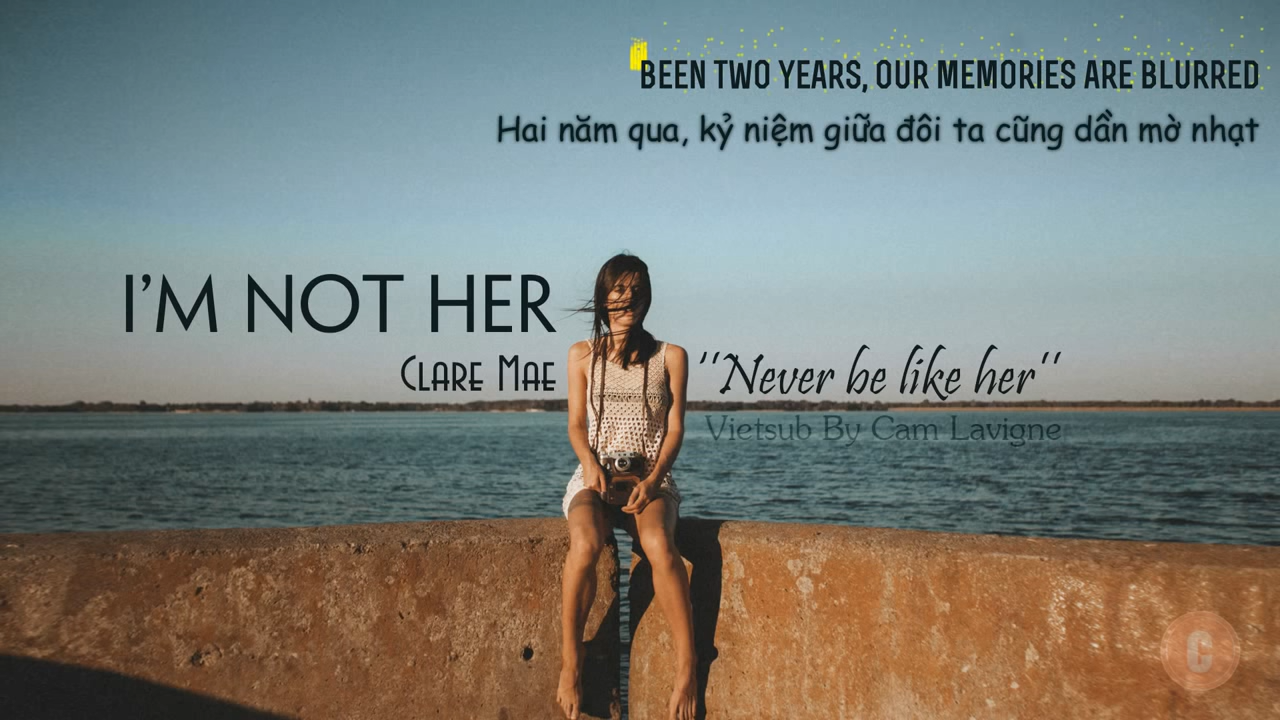 BEEN TWO YEARS, OUR MEMORIES ARE BLURRED
Hai năm qua, kỷ niệm giữa đôi ta cũng dần mờ nhạt
I'M NOT HER
Clare Mae
''Never be like her''
Vietsub By Cam Lavigne
C